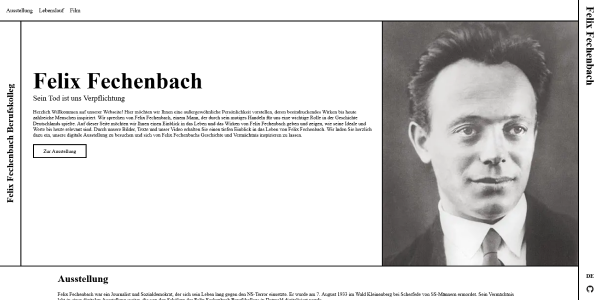 Ausstellung Lebenslauf Film
Felix Fechenbach Berufskolleg
Felix Fechenbach
Sein Tod ist uns Verpflichtung
Herzlich Willkommen auf unserer Webseite! Hier möchten wir Ihnen eine außergewöhnliche Persönlichkeit vorstellen, deren beeindruckendes Wirken bis heute
zahlreiche Menschen inspiriert. Wir sprechen von Felix Fechenbach, einem Mann, der durch sein mutiges Handeln für uns eine wichtige Rolle in der Geschichte
Deutschlands spielte. Auf dieser Seite möchten wir Ihnen einen Einblick in das Leben und das Wirken von Felix Fechenbach geben und zeigen, wie seine Ideale und
Werte bis heute relevant sind. Durch unsere Bilder, Texte und unser Video erhalten Sie einen tiefen Einblick in das Leben von Felix Fechenbach. Wir laden Sie herzlich
dazu ein, unsere digitale Ausstellung zu besuchen und sich von Felix Fechenbachs Geschichte und Vermächtnis inspirieren zu lassen.
Zur Ausstellung
Felix Fechenbach
DE
Ausstellung
Felix Fechenbach war ein Journalist und Sozialdemokrat, der sich sein Leben lang gegen den NS-Terror einsetzte. Er wurde am 7. August 1933 im Wald Kleinenberg bei Scherfede von SS-Männern ermordet. Sein Vermächtnis